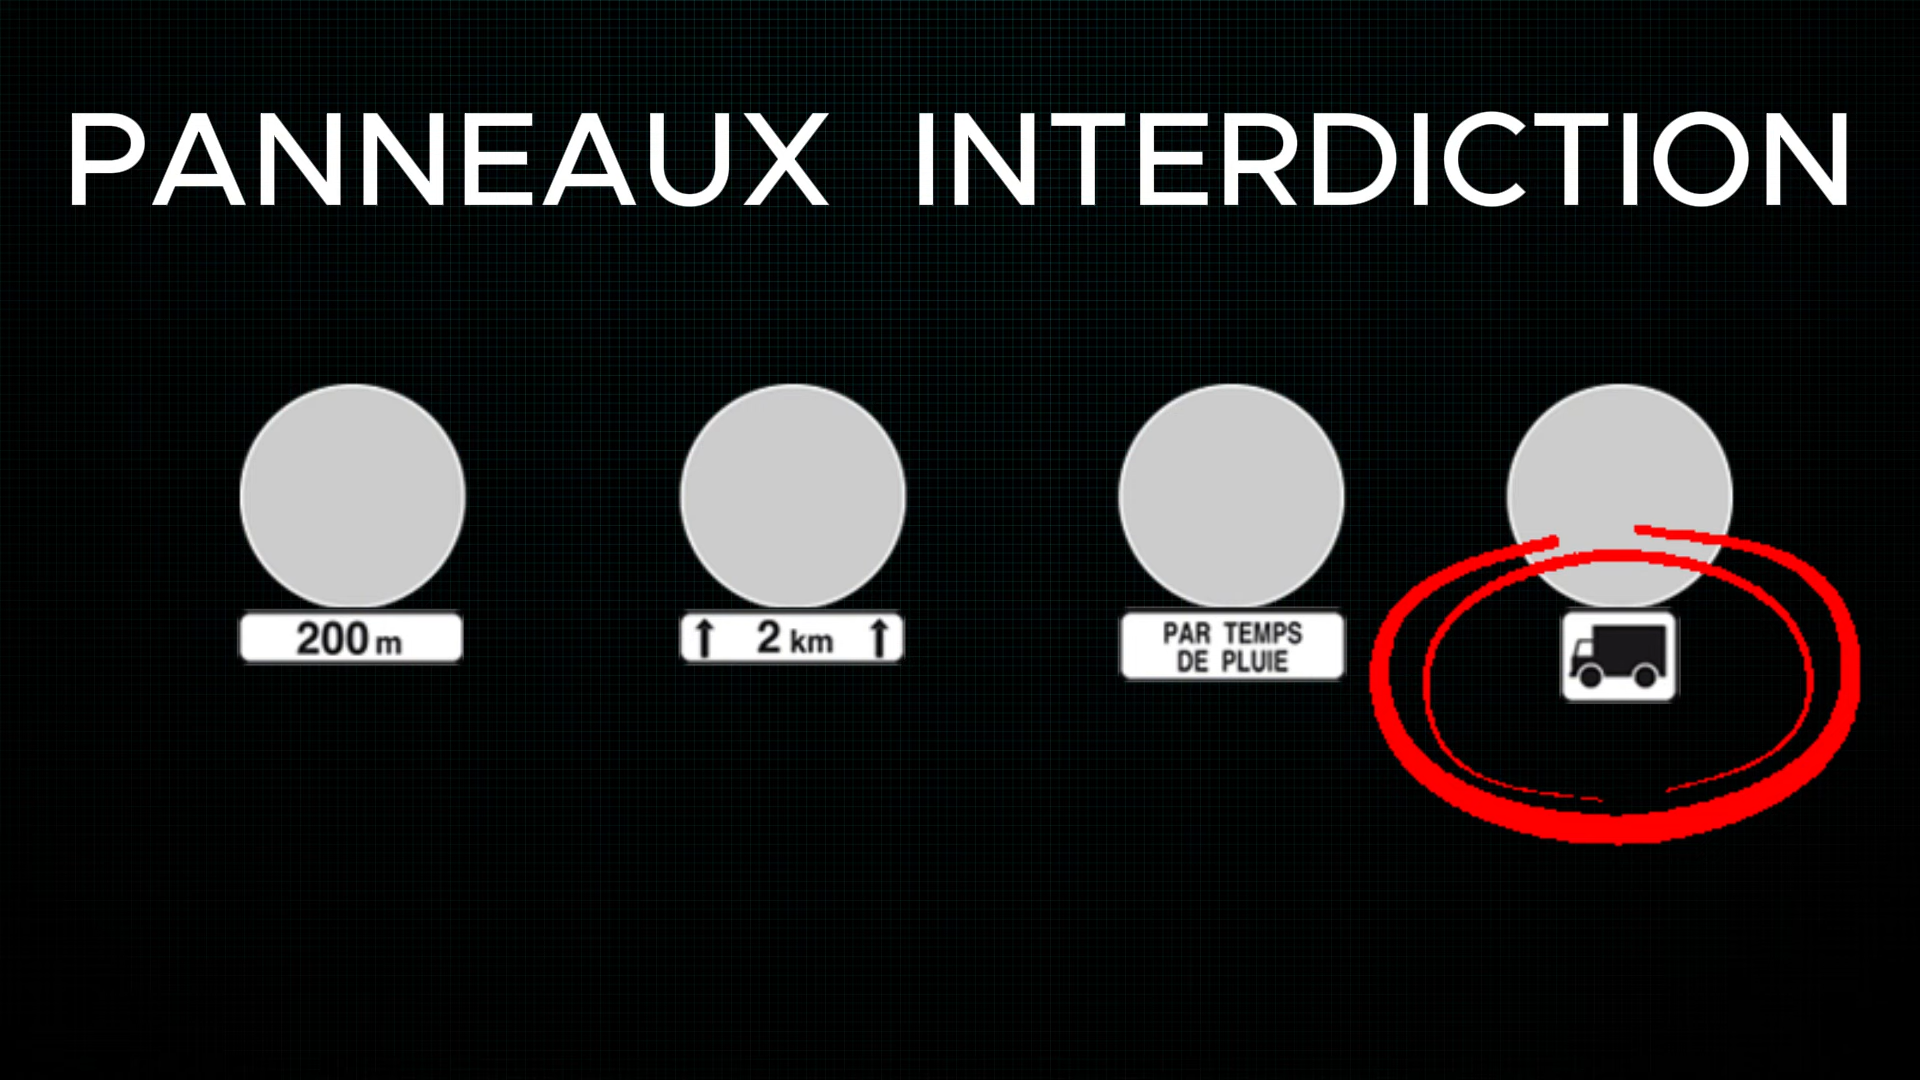 PANNEAUX INTERDICTION
200 m
↑ 2 km ↑
PAR TEMPS
DE PLUIE